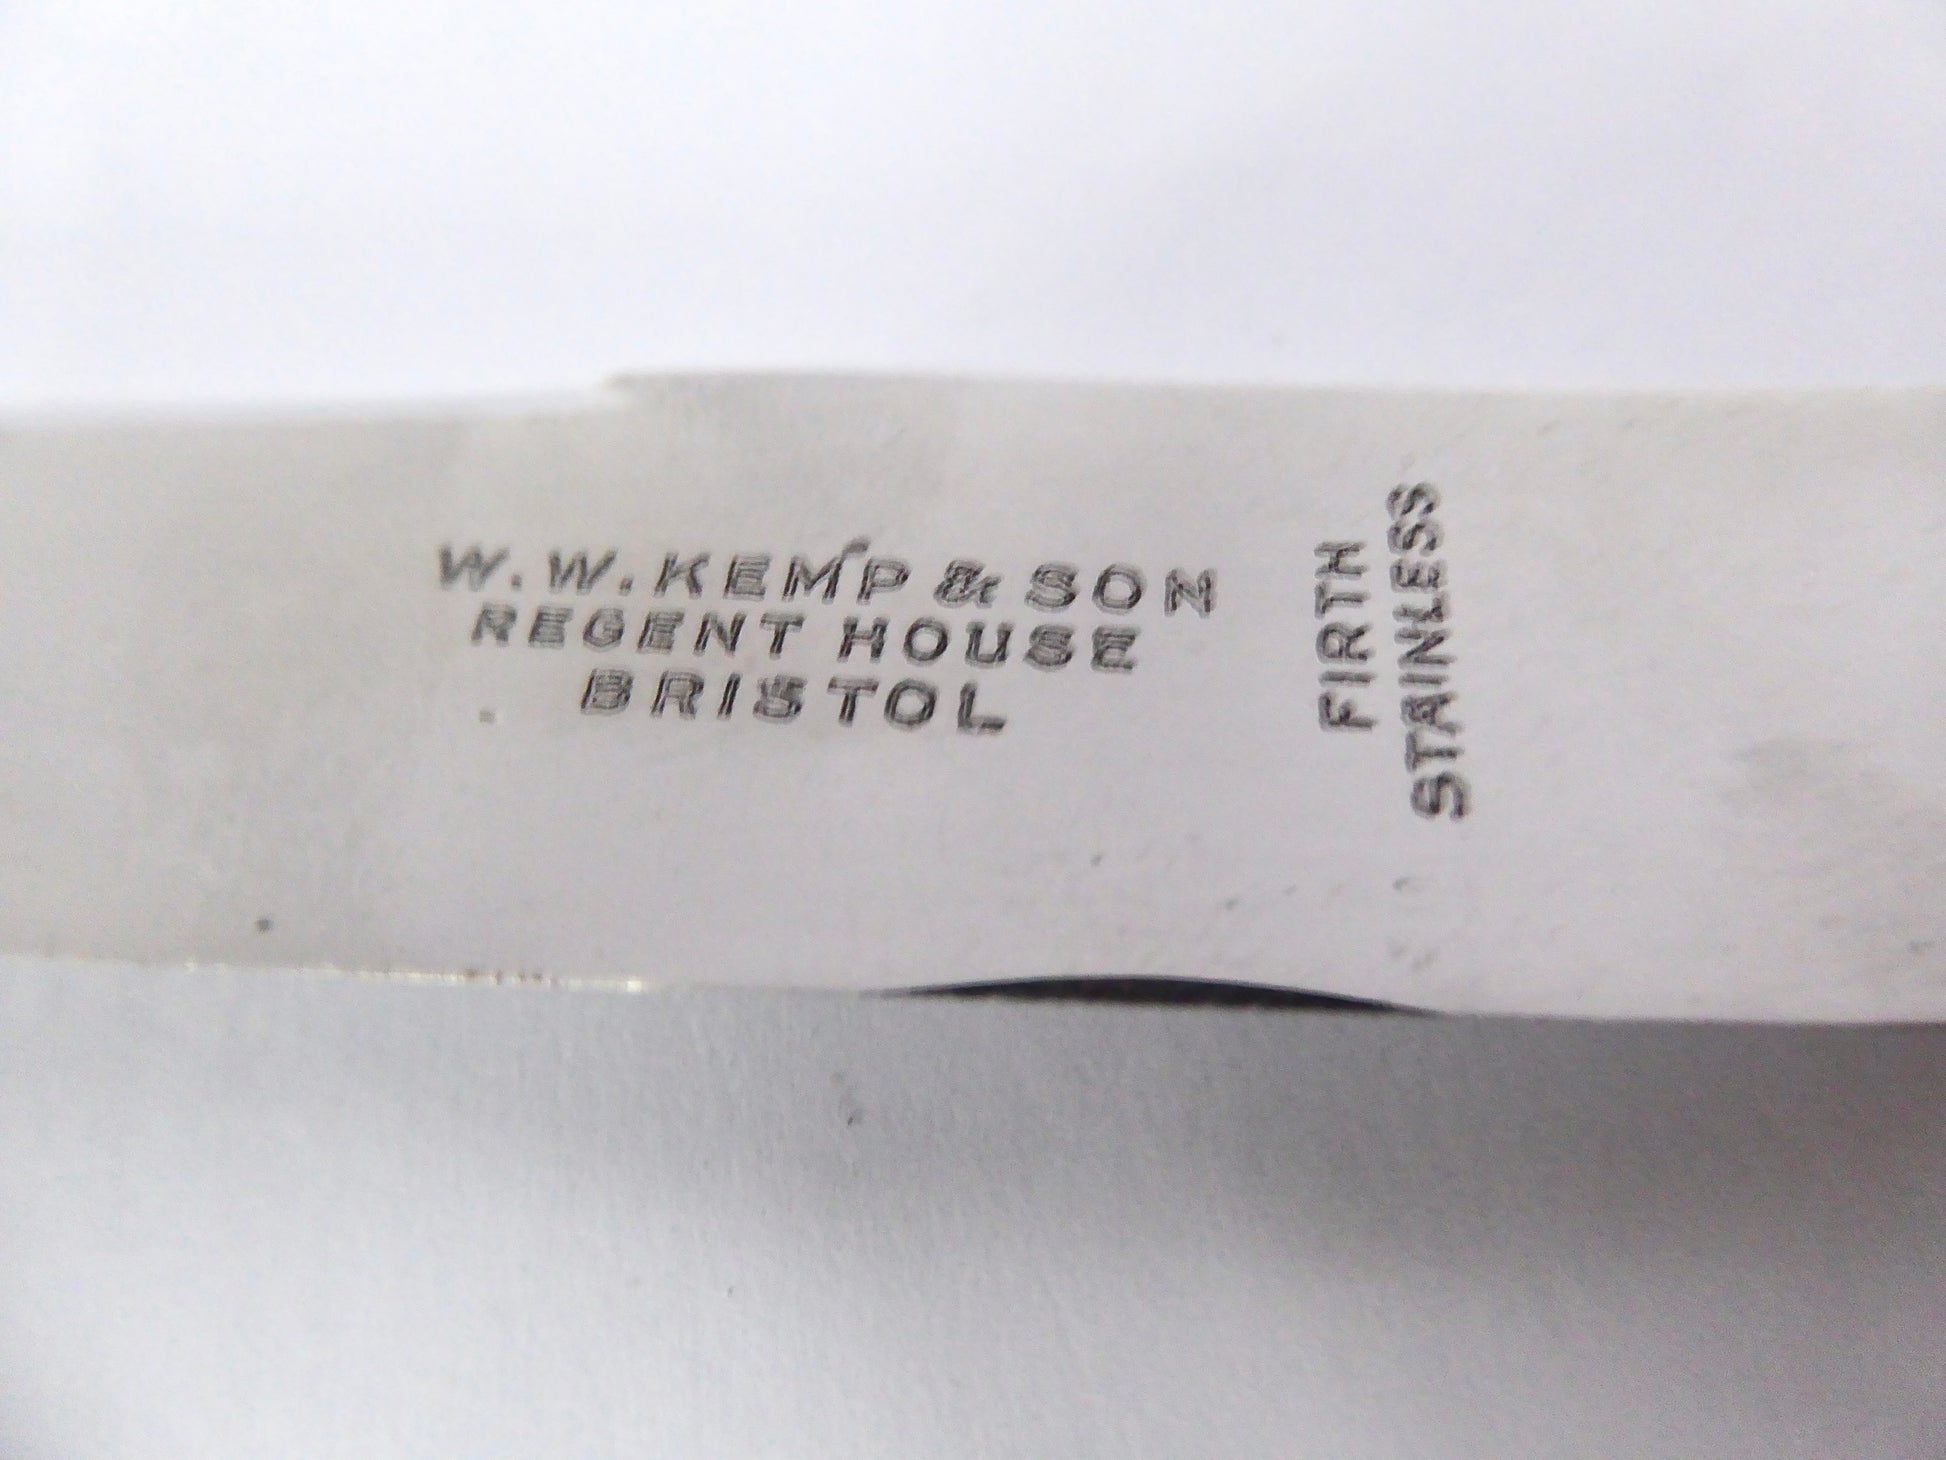 W.W.KEMP & SON
REGENT HOUSE
BRISTOL
FIRTH
STAINLESS